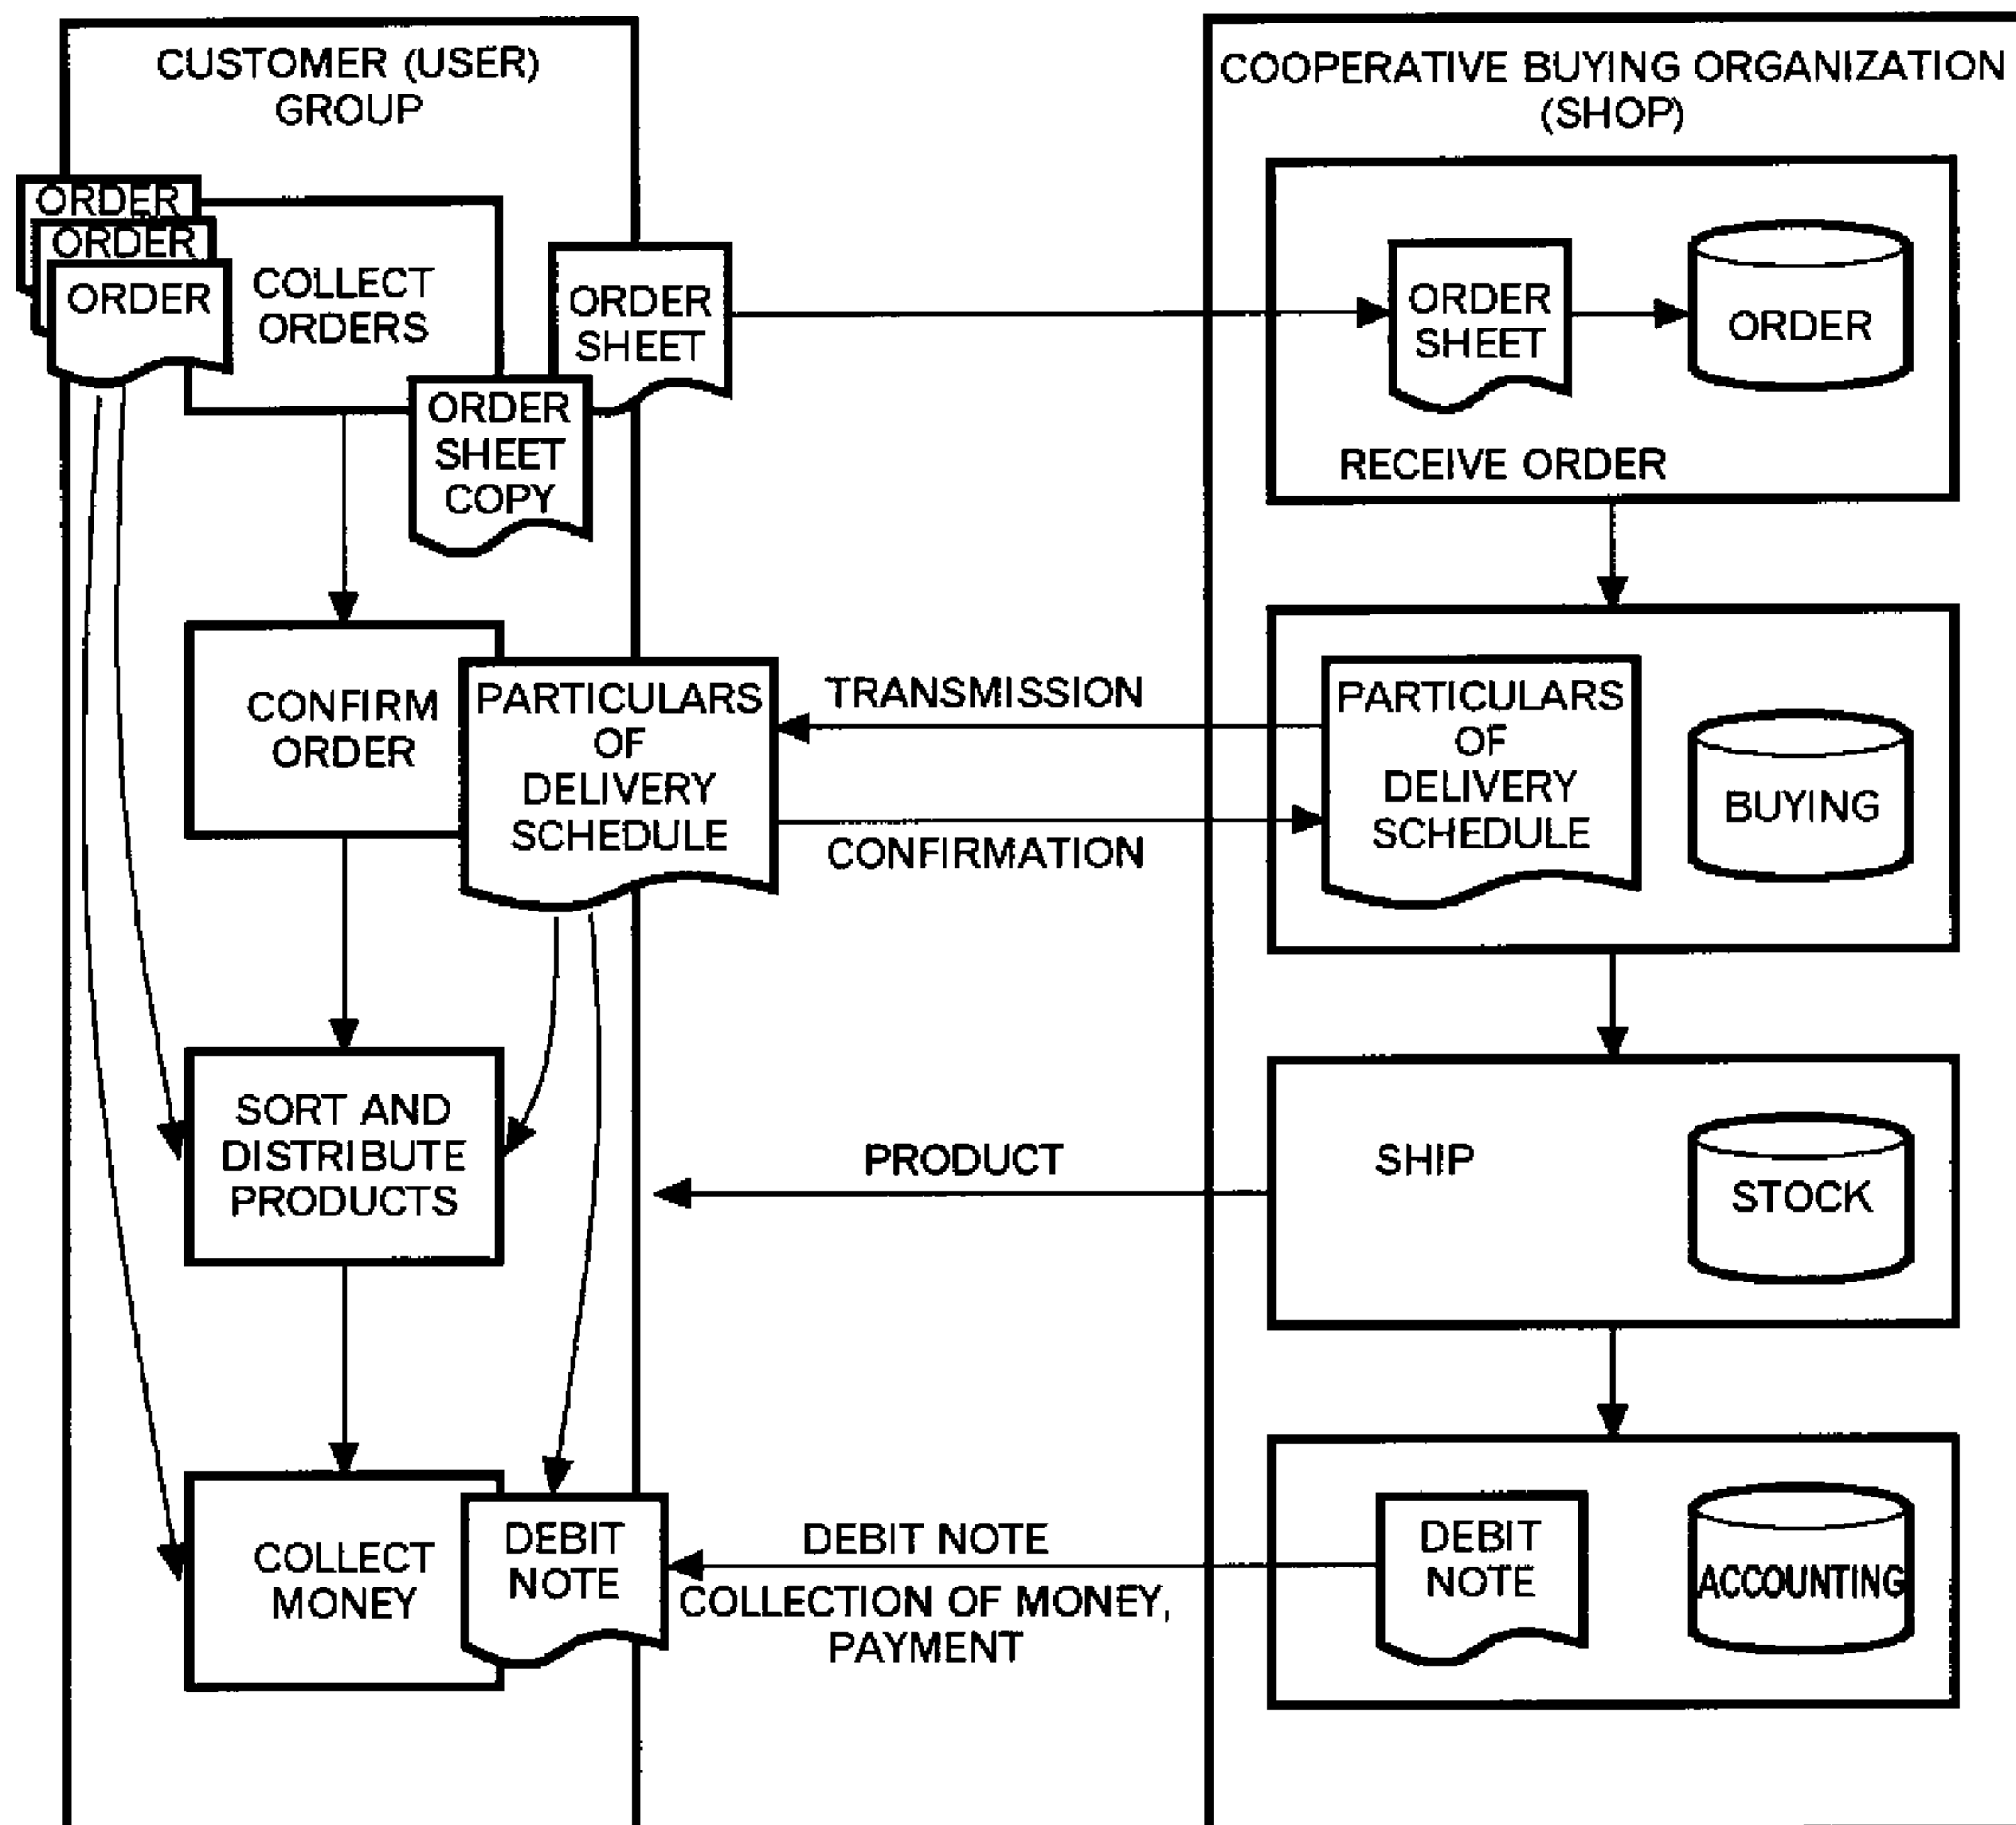 CUSTOMER (USER)
GROUP
ORDER
ORDER
ORDER
COLLECT
ORDERS
ORDER
SHEET
ORDER
SHEET
COPY
CONFIRM
ORDER
PARTICULARS
OF
DELIVERY
SCHEDULE
SORT AND
DISTRIBUTE
PRODUCTS
COLLECT
MONEY
DEBIT
NOTE
TRANSMISSION
CONFIRMATION
PRODUCT
DEBIT NOTE
COLLECTION OF MONEY,
PAYMENT
COOPERATIVE BUYING ORGANIZATION
(SHOP)
ORDER
SHEET
ORDER
RECEIVE ORDER
PARTICULARS
OF
DELIVERY
SCHEDULE
BUYING
SHIP
STOCK
DEBIT
NOTE
ACCOUNTING